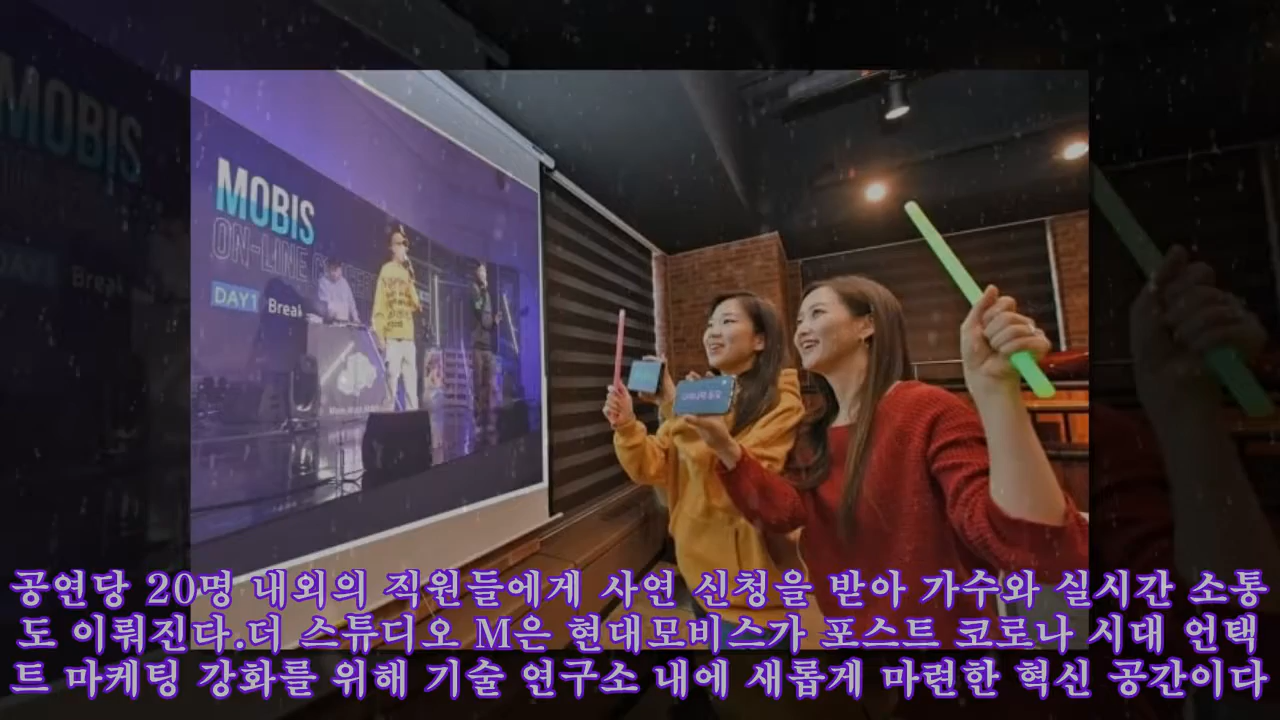 MOBIS
ON-LINE
DAY1 Break
공연당 20명 내외의 직원들에게 사연 신청을 받아 가수와 실시간 소통
도 이뤄진다.더 스튜디오 M은 현대모비스가 포스트 코로나 시대 언택
트 마케팅 강화를 위해 기술 연구소 내에 새롭게 마련한 혁신 공간이다